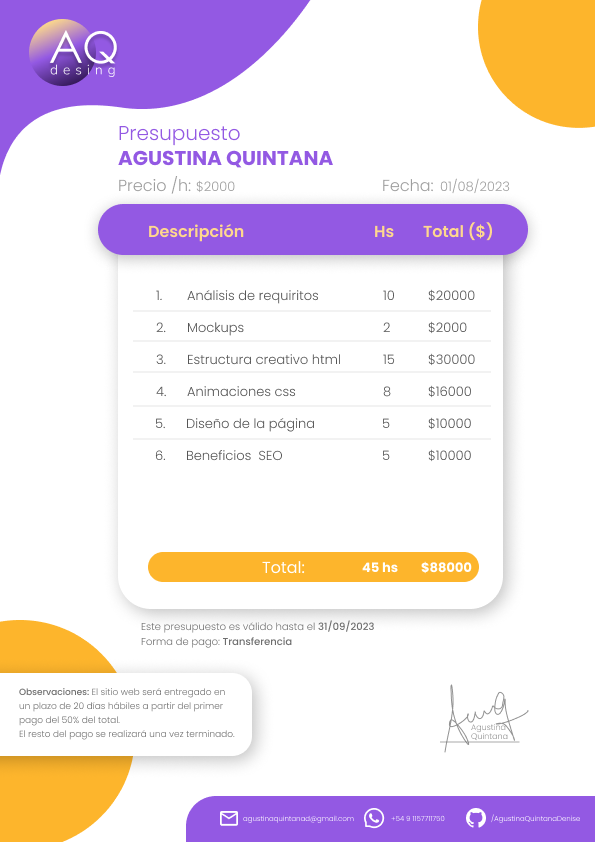 AQ
desing
Presupuesto
AGUSTINA QUINTANA
Precio /h: $2000 Fecha: 01/08/2023
Descripción Hs Total ($)
1. Análisis de requiritos 10 $20000
2. Mockups 2 $2000
3. Estructura creativo html 15 $30000
4. Animaciones css 8 $16000
5. Diseño de la página 5 $10000
6. Beneficios SEO 5 $10000
Total: 45 hs $88000
Este presupuesto es válido hasta el 31/09/2023
Forma de pago: Transferencia
Observaciones: El sitio web será entregado en
un plazo de 20 dias hábiles a partir del primer
pago del 50% del total.
El resto del pago se realizará una vez terminado.
Agustina
Quintana
agustinaquintanad@gmail.com +54 9 1157711790 /AgustinaQuintanaDenise